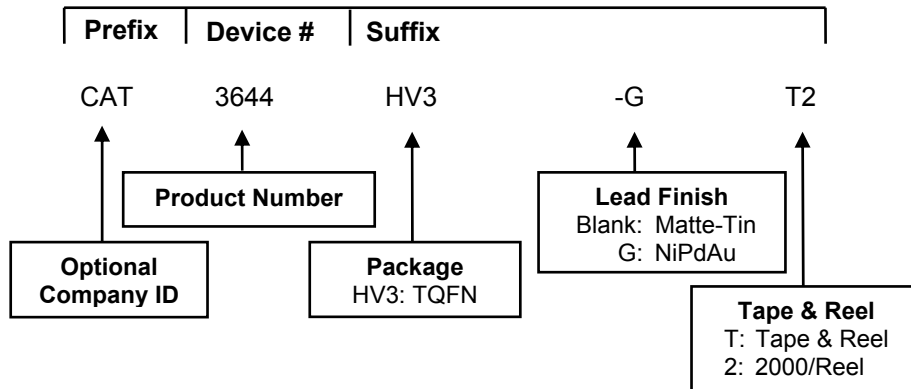 Prefix Device # Suffix
CAT 3644 HV3 -G T2
Product Number
Lead Finish
Blank: Matte-Tin
G: NiPdAu
Optional
Company ID
Package
HV3: TQFN
Tape & Reel
T: Tape & Reel
2: 2000/Reel